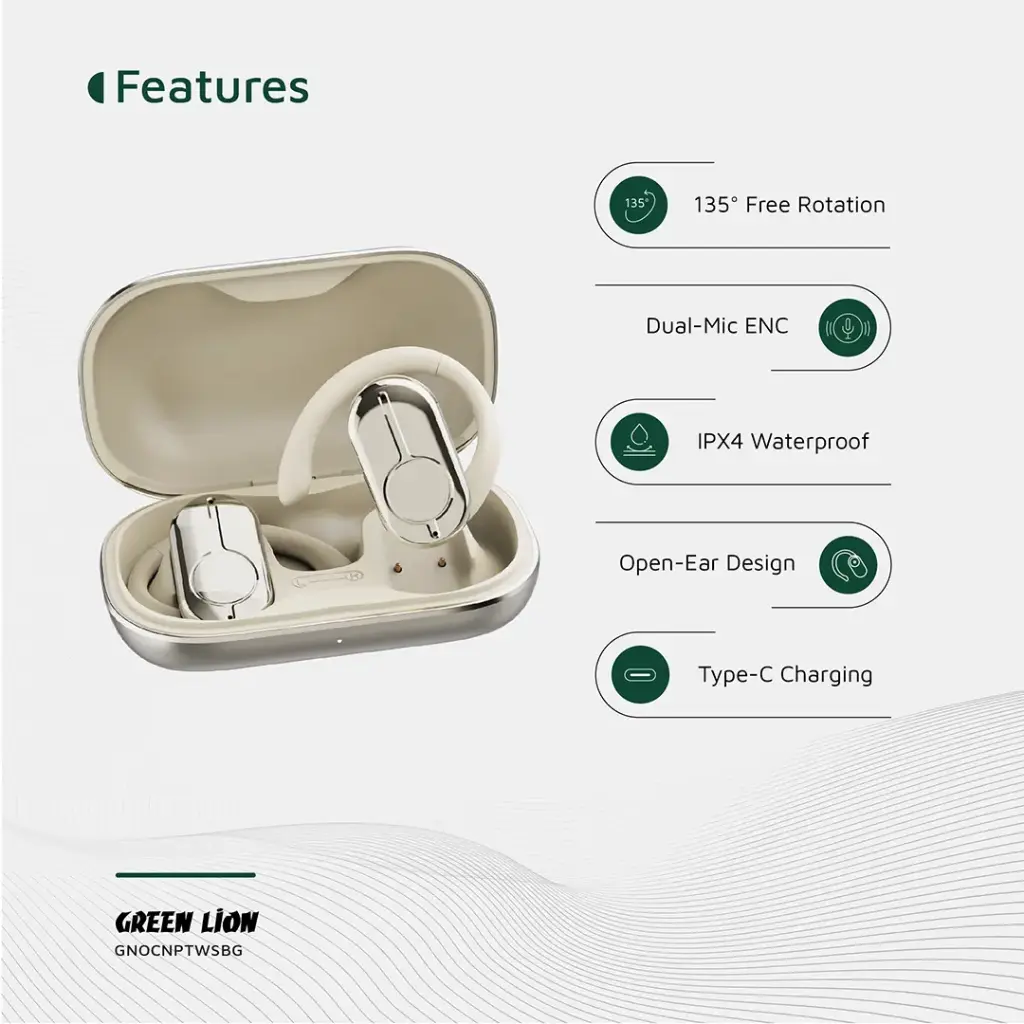 Features
135°
135° Free Rotation
Dual-Mic ENC
IPX4 Waterproof
Open-Ear Design
Type-C Charging
GREEN LION
GNOCNPTWSBG